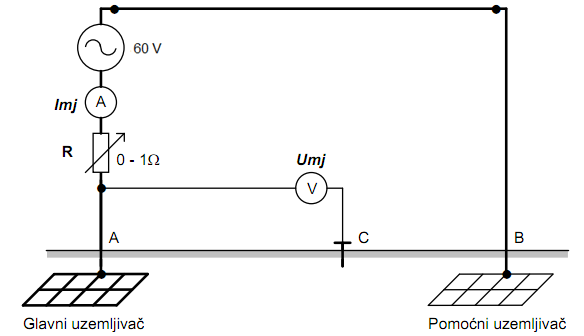 60 V
Imj
A
R
0 - 1Ω
Umj
V
A
C
B
Glavni uzemljivač
Pomoćni uzemljivač